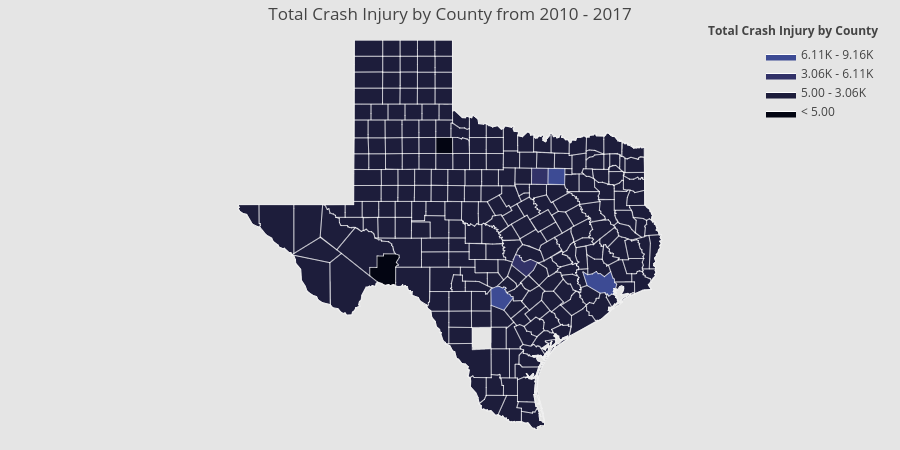 Total Crash Injury by County from 2010 - 2017
Total Crash Injury by County
6.11K - 9.16K
3.06K - 6.11K
5.00 - 3.06K
< 5.00